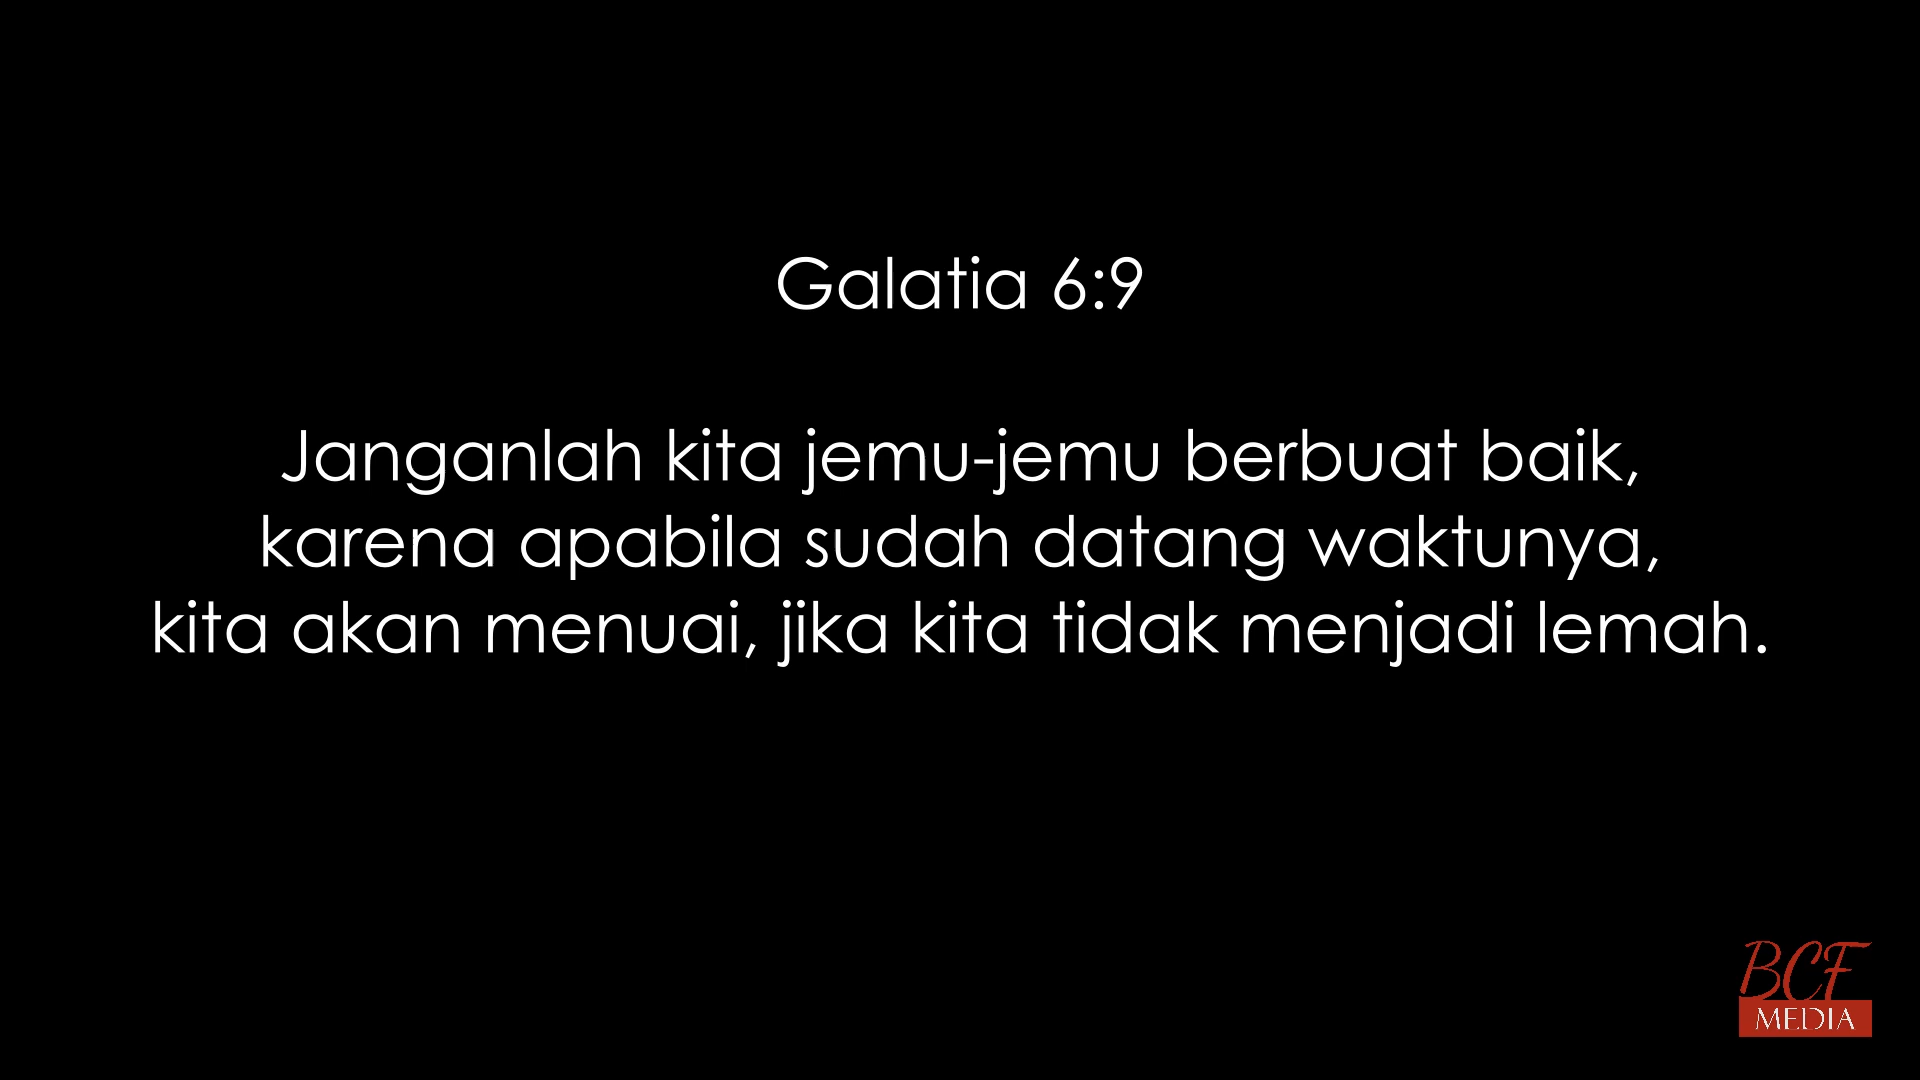 Galatia 6:9
Janganlah kita jemu-jemu berbuat baik,
karena apabila sudah datang waktunya,
kita akan menuai, jika kita tidak menjadi lemah.
BCF
MEDIA